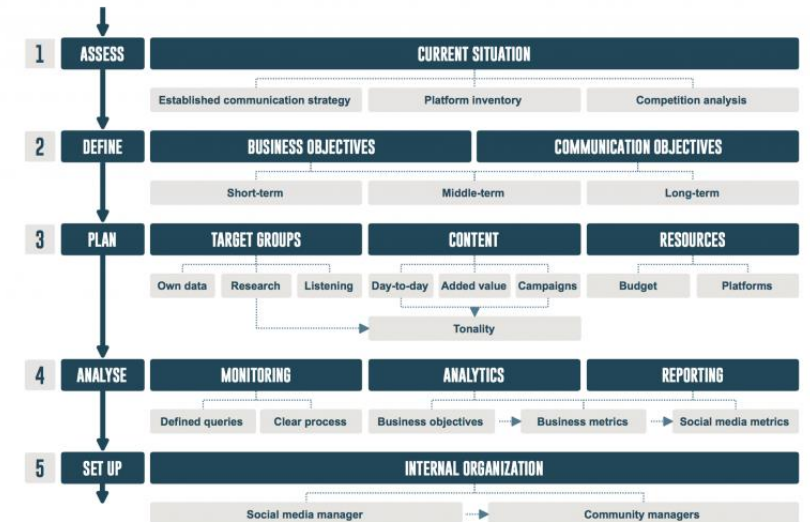 1 ASSESS CURRENT SITUATION
Established communication strategy Platform inventory Competition analysis
2 DEFINE BUSINESS OBJECTIVES COMMUNICATION OBJECTIVES
Short-term Middle-term Long-term
3 PLAN TARGET GROUPS CONTENT RESOURCES
Own data Research Listening Day-to-day Added value Campaigns Budget Platforms
Tonality
4 ANALYSE MONITORING ANALYTICS REPORTING
Defined queries Clear process Business objectives Business metrics Social media metrics
5 SET UP INTERNAL ORGANIZATION
Social media manager Community managers